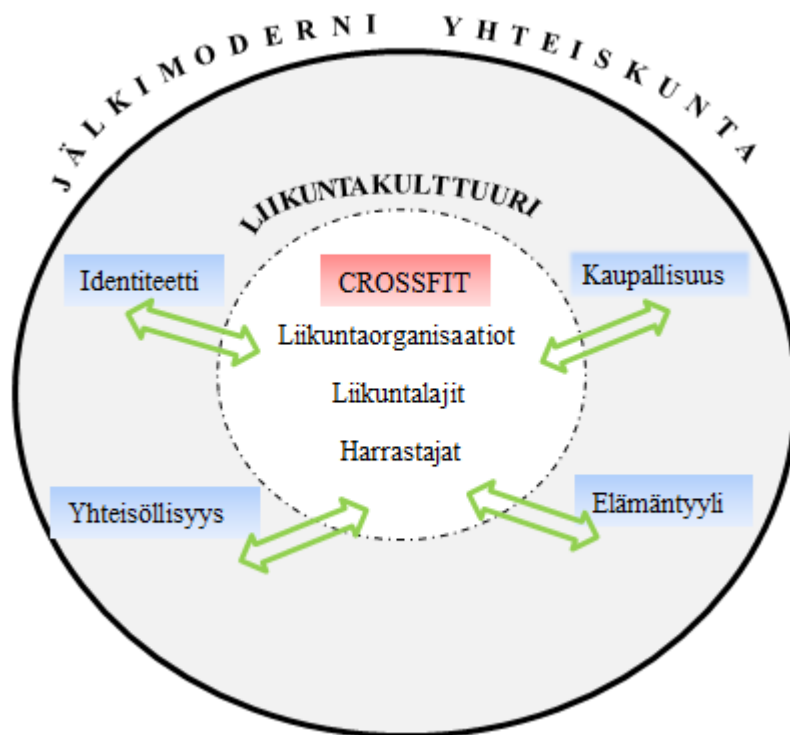 JÄLKIMODERNI YHTEISKUNTA
LIIKUNTAKULTTUURI
Identiteetti
CROSSFIT
Kaupallisuus
Liikuntaorganisaatiot
Liikuntalajit
Harrastajat
Yhteisöllisyys
Elämäntyyli